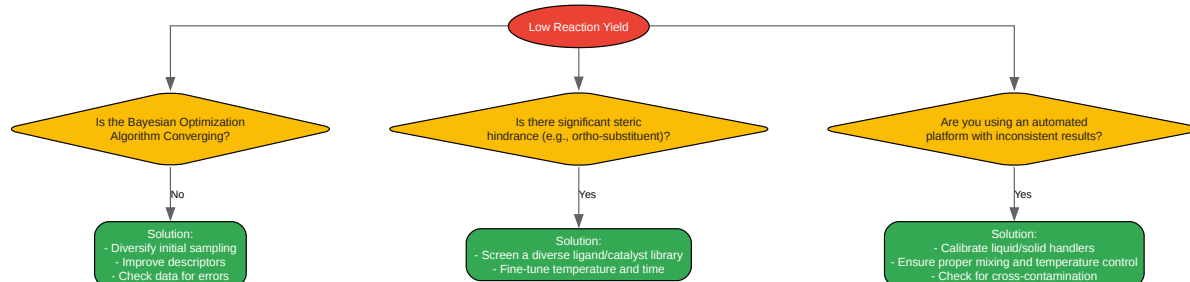 Low Reaction Yield
Is the Bayesian Optimization
Algorithm Converging?
Is there significant steric
hindrance (e.g., ortho-substituent)?
Are you using an automated
platform with inconsistent results?
No
Yes
Yes
Solution:
- Diversify initial sampling
- Improve descriptors
- Check data for errors
Solution:
- Screen a diverse ligand/catalyst library
- Fine-tune temperature and time
Solution:
- Calibrate liquid/solid handlers
- Ensure proper mixing and temperature control
- Check for cross-contamination